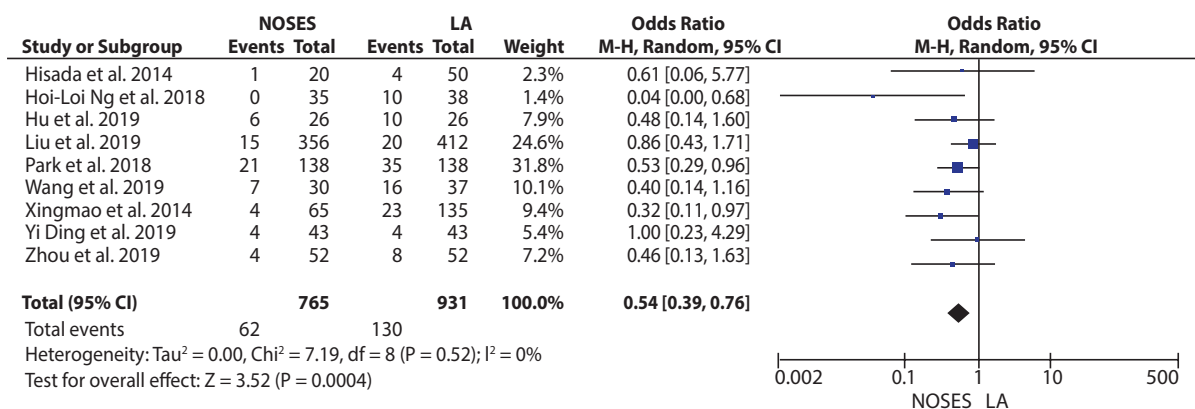 NOSES LA Odds Ratio Odds Ratio
Study or Subgroup Events Total Events Total Weight M-H, Random, 95% CI M-H, Random, 95% CI
Hisada et al. 2014 1 20 4 50 2.3% 0.61 [0.06, 5.77]
Hoi-Loi Ng et al. 2018 0 35 10 38 1.4% 0.04 [0.00, 0.68]
Hu et al. 2019 6 26 10 26 7.9% 0.48 [0.14, 1.60]
Liu et al. 2019 15 356 20 412 24.6% 0.86 [0.43, 1.71]
Park et al. 2018 21 138 35 138 31.8% 0.53 [0.29, 0.96]
Wang et al. 2019 7 30 16 37 10.1% 0.40 [0.14, 1.16]
Xingmao et al. 2014 4 65 23 135 9.4% 0.32 [0.11, 0.97]
Yi Ding et al. 2019 4 43 4 43 5.4% 1.00 [0.23, 4.29]
Zhou et al. 2019 4 52 8 52 7.2% 0.46 [0.13, 1.63]
Total (95% CI) 765 931 100.0% 0.54 [0.39, 0.76]
Total events 62 130
Heterogeneity: Tau² = 0.00, Chi² = 7.19, df = 8 (P = 0.52); I² = 0%
Test for overall effect: Z = 3.52 (P = 0.0004)
0.002 0.1 1 10 500
NOSES LA